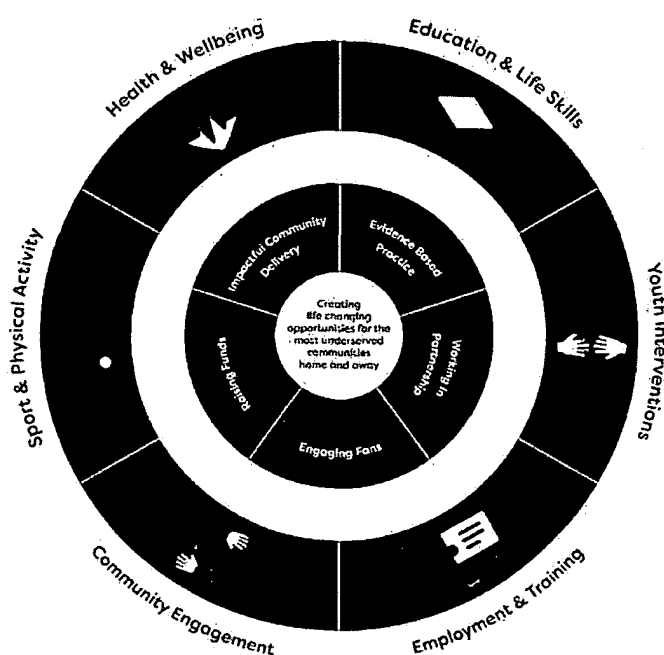 Health & Wellbeing
Education & Life Skills
Youth Interventions
Employment & Training
Community Engagement
Sport & Physical Activity
Impactful Community
Delivery
Evidence Based
Practice
Working in
Partnership
Engaging Fans
Raising Funds
Creating
life changing
opportunities for the
most underserved
communities
home and away